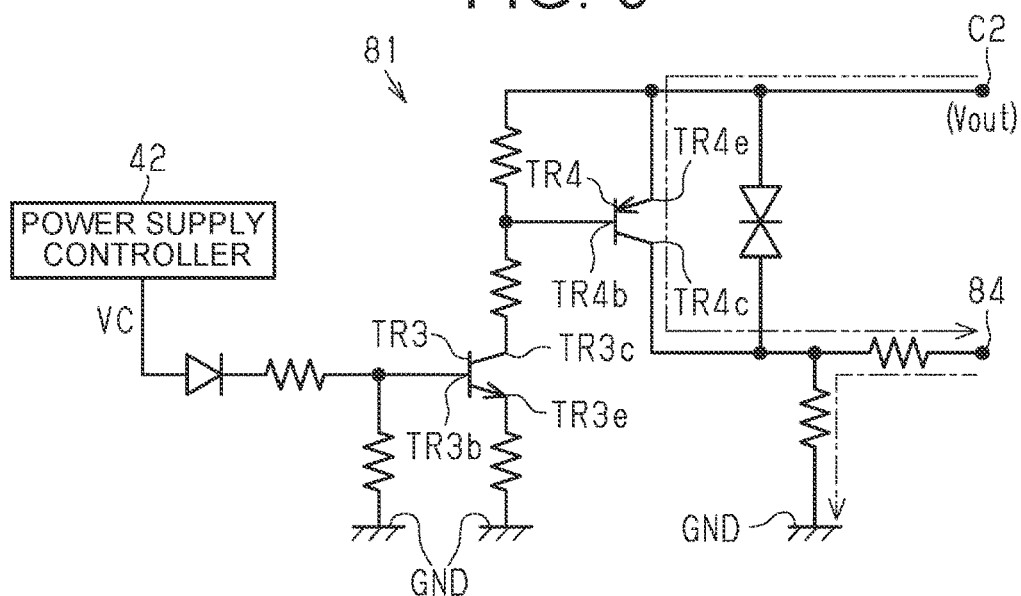 81
C2
(Vout)
TR4e
TR4
42
POWER SUPPLY
CONTROLLER
TR4b
TR4c
84
VC
TR3
TR3c
TR3e
TR3b
GND
GND